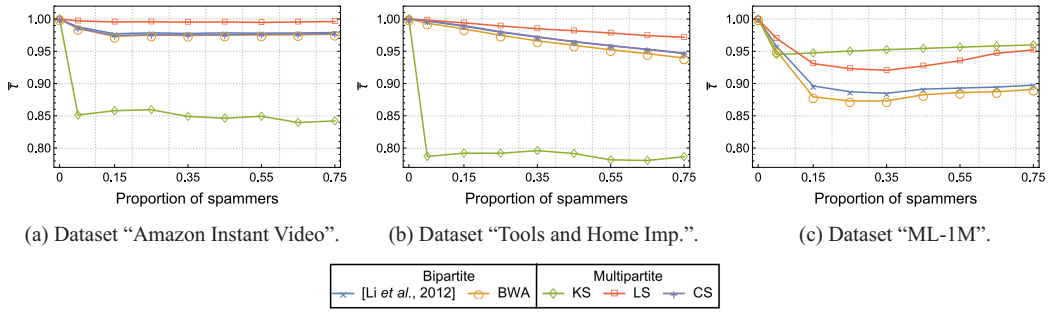 1.00
0.95
0.90
0.85
0.80
τ
0 0.15 0.35 0.55 0.75
Proportion of spammers
(a) Dataset “Amazon Instant Video”.
1.00
0.95
0.90
0.85
0.80
τ
0 0.15 0.35 0.55 0.75
Proportion of spammers
(b) Dataset “Tools and Home Imp.”.
1.00
0.95
0.90
0.85
0.80
τ
0 0.15 0.35 0.55 0.75
Proportion of spammers
(c) Dataset “ML-1M”.
Bipartite Multipartite
[Li et al., 2012] BWA KS LS CS